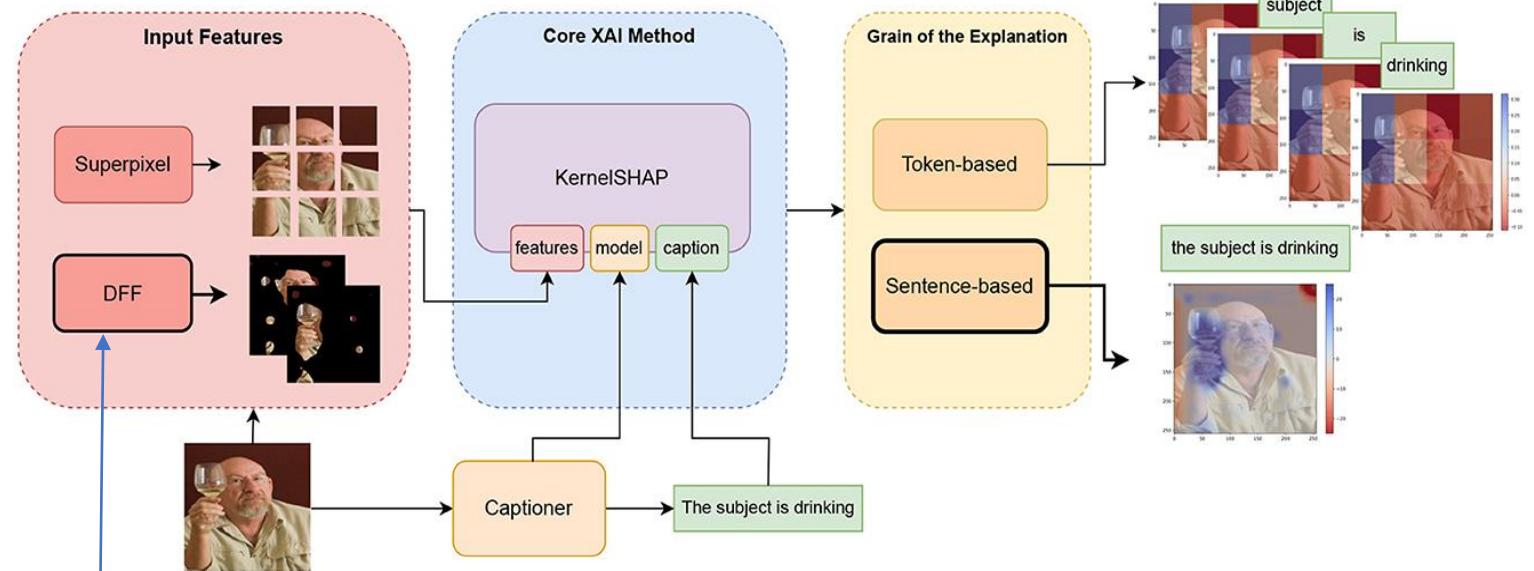 Input Features
Superpixel
DFF
Core XAI Method
KernelSHAP
features
model
caption
Grain of the Explanation
Token-based
Sentence-based
subject
is
drinking
the subject is drinking
Captioner
The subject is drinking